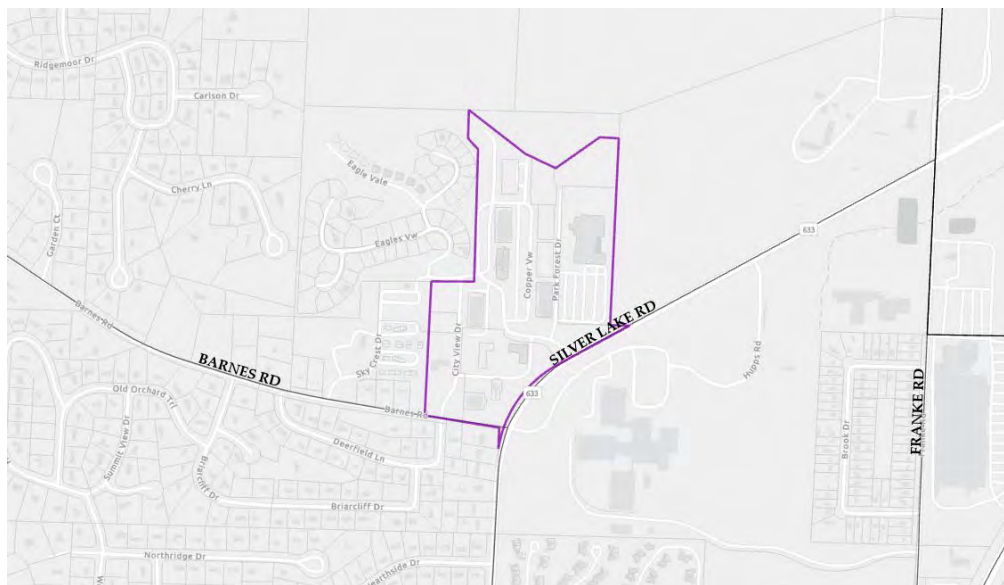 Ridgemoor Dr
Carlson Dr
Eagle Vale
Cherry Ln
Garden Ct
Eagles Vw
633
Copper Vw
Park Forest Dr
Barnes Rd
BARNES RD
Sky Crest Dr
City View Dr
SILVER LAKE RD
Hupps Rd
633
Barnes Rd
Old Orchard Trl
Summit View Dr
Deerfield Ln
Briarcliff Dr
Briarcliff Dr
Brook Dr
FRANKE RD
Northridge Dr